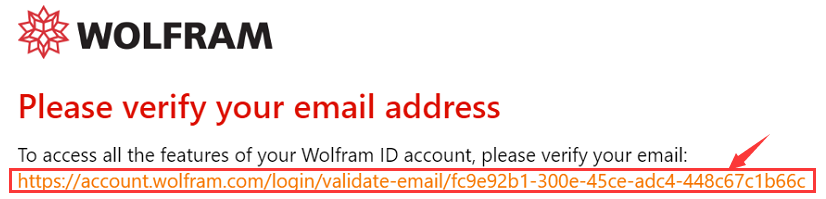 WOLFRAM
Please verify your email address
To access all the features of your Wolfram ID account, please verify your email:
https://account.wolfram.com/login/validate-email/fc9e92b1-300e-45ce-adc4-448c67c1b66c